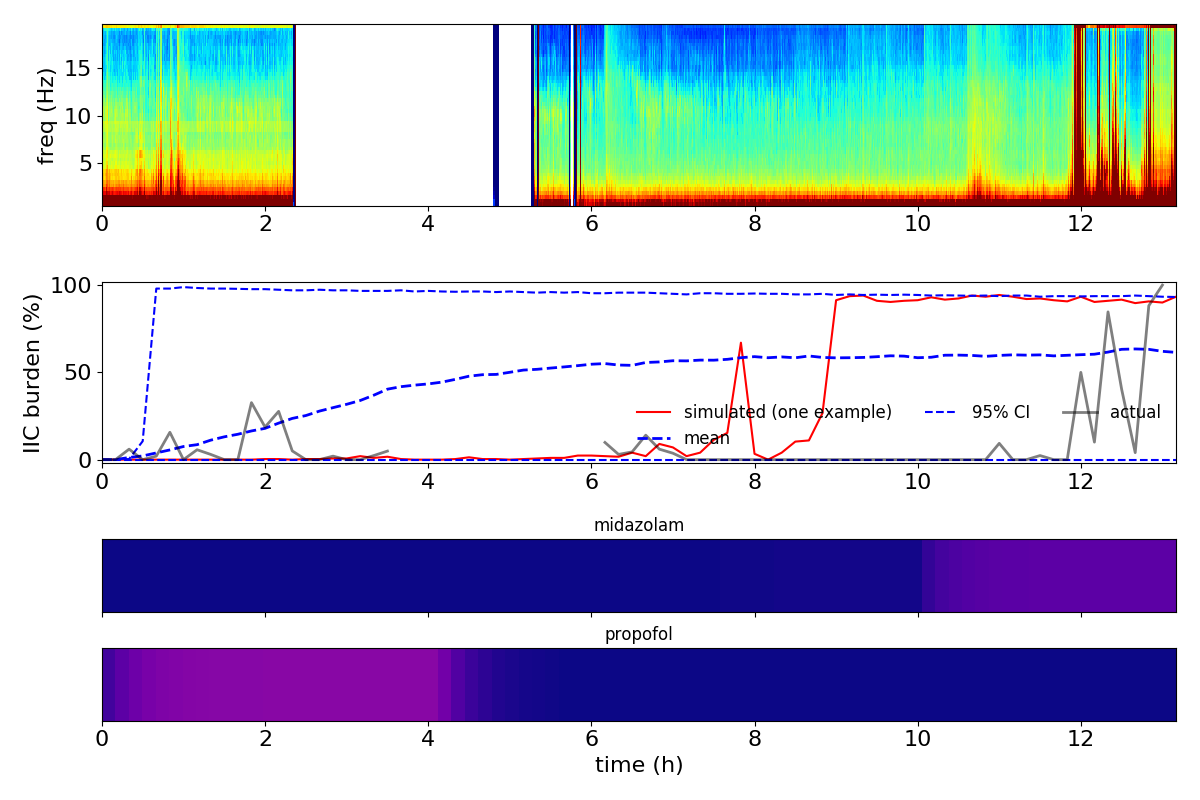 freq (Hz)
15
10
5
0 2 4 6 8 10 12
IIC burden (%)
100
50
0
simulated (one example) 95% CI actual
mean
0 2 4 6 8 10 12
midazolam
propofol
0 2 4 6 8 10 12
time (h)